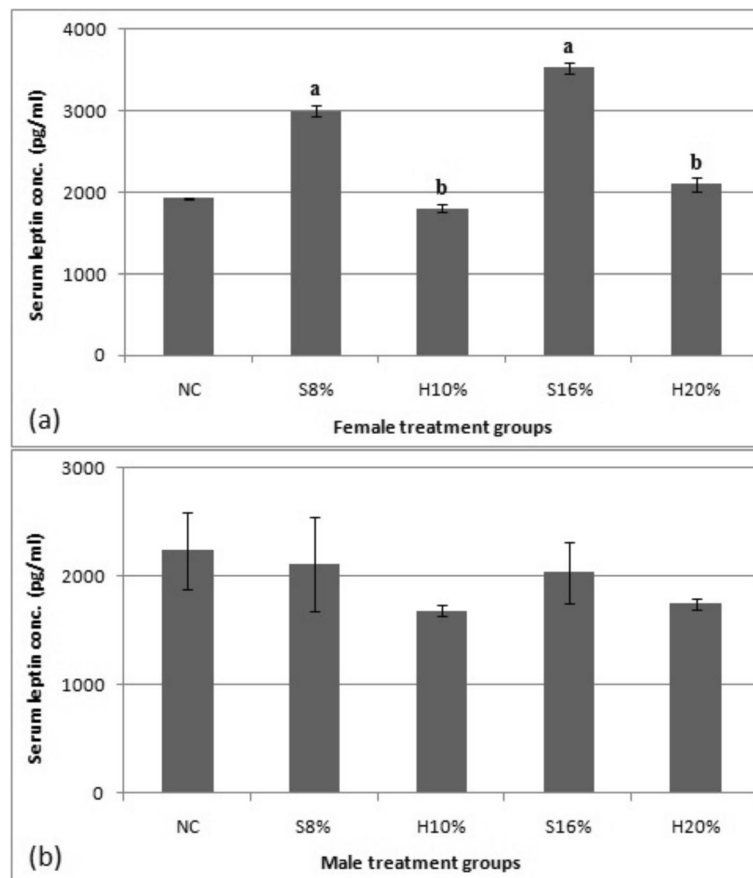 Serum leptin conc. (pg/ml)
4000
3000
2000
1000
0
a
b
a
b
NC S8% H10% S16% H20%
(a)
Female treatment groups
Serum leptin conc. (pg/ml)
3000
2000
1000
0
NC S8% H10% S16% H20%
(b)
Male treatment groups